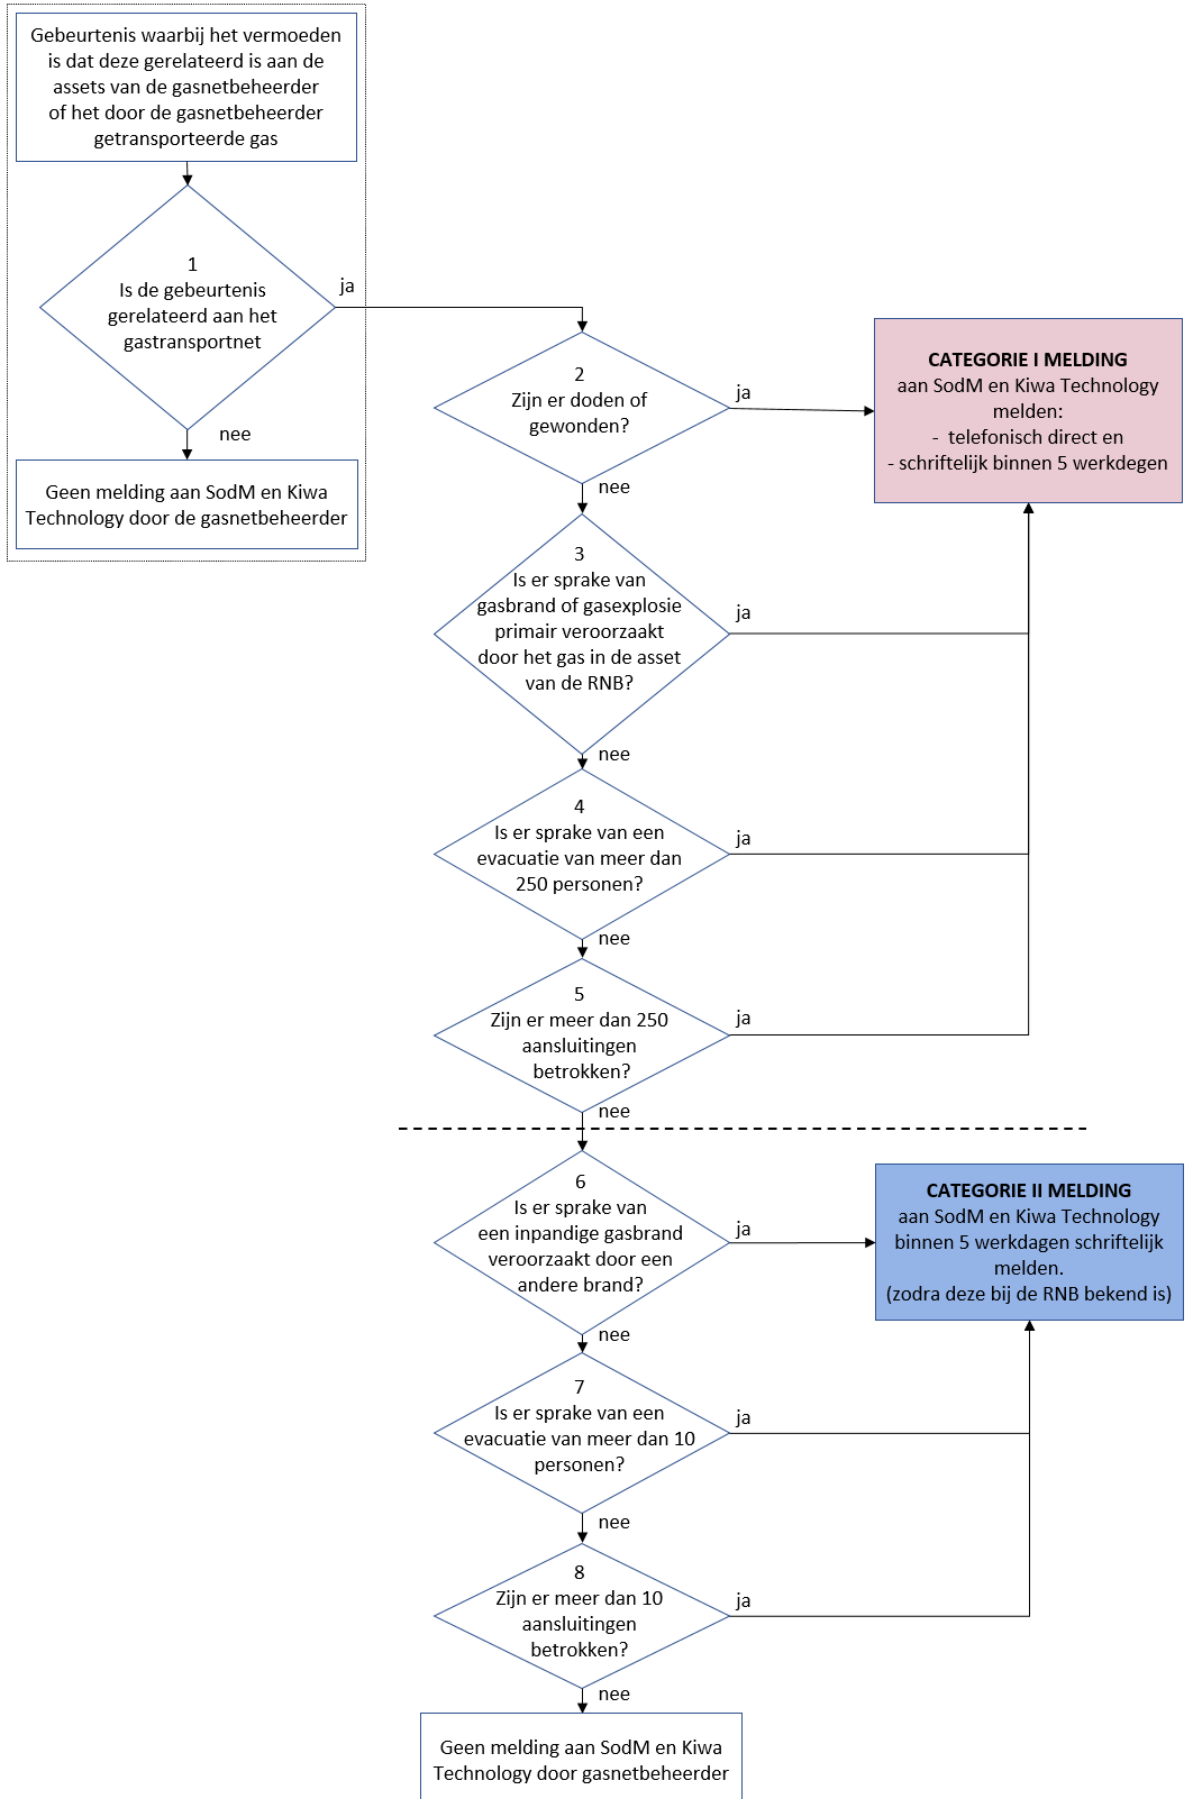 Gebeurtenis waarbij het vermoeden
is dat deze gerelateerd is aan de
assets van de gasnetbeheerder
of het door de gasnetbeheerder
getransporteerde gas
1
Is de gebeurtenis
gerelateerd aan het
gastransportnet
ja
nee
Geen melding aan SodM en Kiwa
Technology door de gasnetbeheerder
2
Zijn er doden of
gewonden?
ja
nee
CATEGORIE I MELDING
aan SodM en Kiwa Technology
melden:
- telefonisch direct en
- schriftelijk binnen 5 werkdegen
3
Is er sprake van
gasbrand of gasexplosie
primair veroorzaakt
door het gas in de asset
van de RNB?
ja
nee
4
Is er sprake van een
evacuatie van meer dan
250 personen?
ja
nee
5
Zijn er meer dan 250
aansluitingen
betrokken?
ja
nee
6
Is er sprake van
een inpandige gasbrand
veroorzaakt door een
andere brand?
ja
nee
CATEGORIE II MELDING
aan SodM en Kiwa Technology
binnen 5 werkdagen schriftelijk
melden.
(zodra deze bij de RNB bekend is)
7
Is er sprake van een
evacuatie van meer dan 10
personen?
ja
nee
8
Zijn er meer dan 10
aansluitingen
betrokken?
ja
nee
Geen melding aan SodM en Kiwa
Technology door gasnetbeheerder